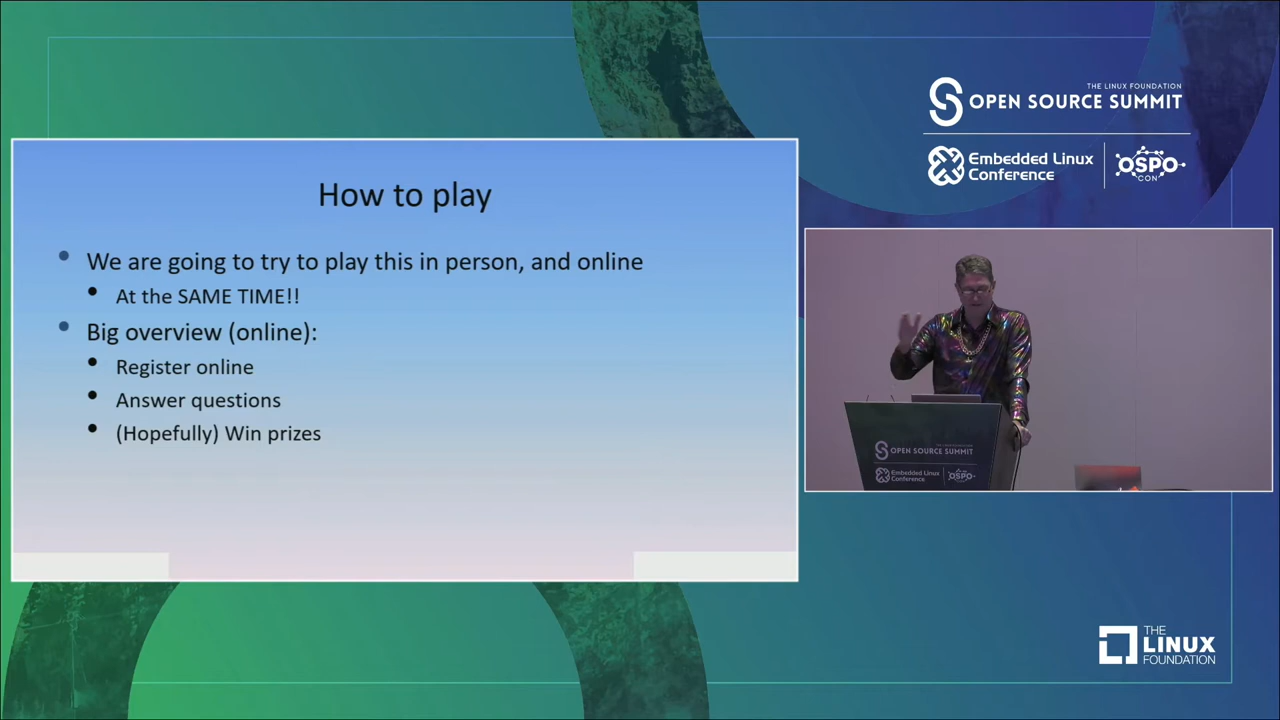 THE LINUX FOUNDATION
OPEN SOURCE SUMMIT
Embedded Linux
Conference
OSPO
CON
How to play
We are going to try to play this in person, and online
At the SAME TIME!!
Big overview (online):
Register online
Answer questions
(Hopefully) Win prizes
OPEN SOURCE SUMMIT
Embedded Linux
Conference
OSPO
THE
LINUX
FOUNDATION